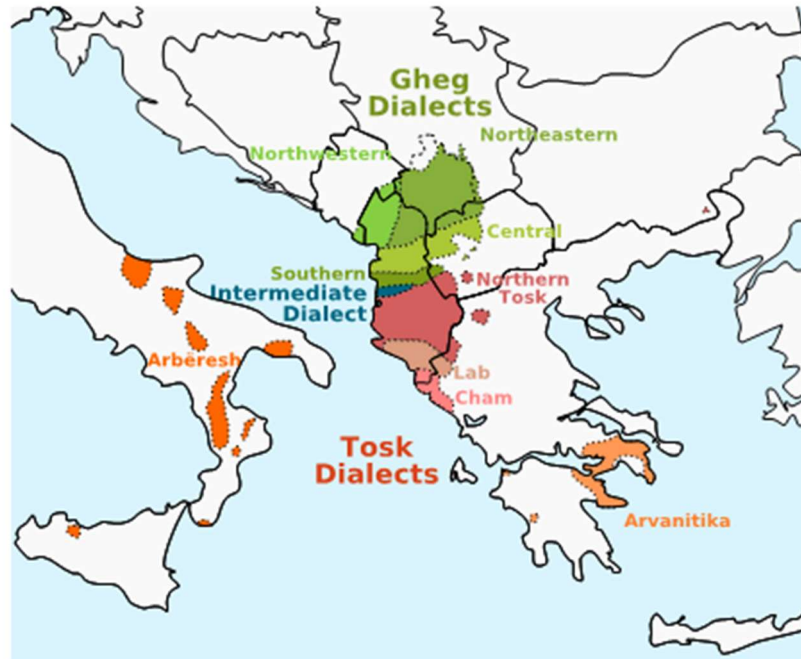 Gheg
Dialects
Northeastern
Northwestern
Central
Southern
Northern
Tosk
Intermediate
Dialect
Arbëresh
Lab
Cham
Tosk
Dialects
Arvanitika